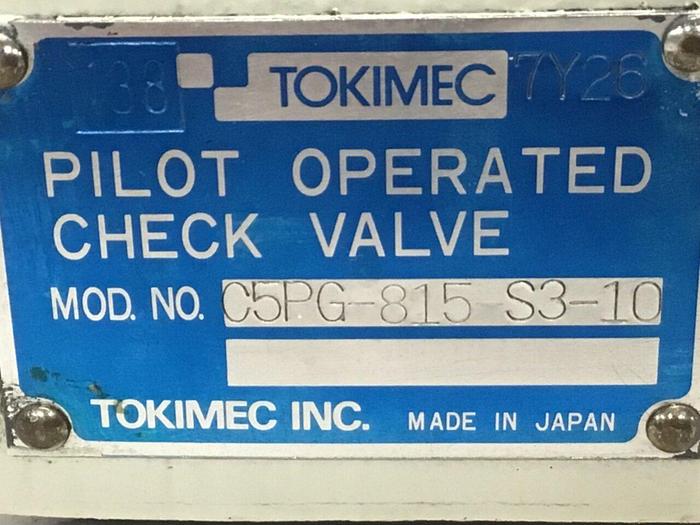 138 TOKIMEC 7Y26
PILOT OPERATED
CHECK VALVE
MOD. NO. C5PG-815 S3-10
TOKIMEC INC. MADE IN JAPAN